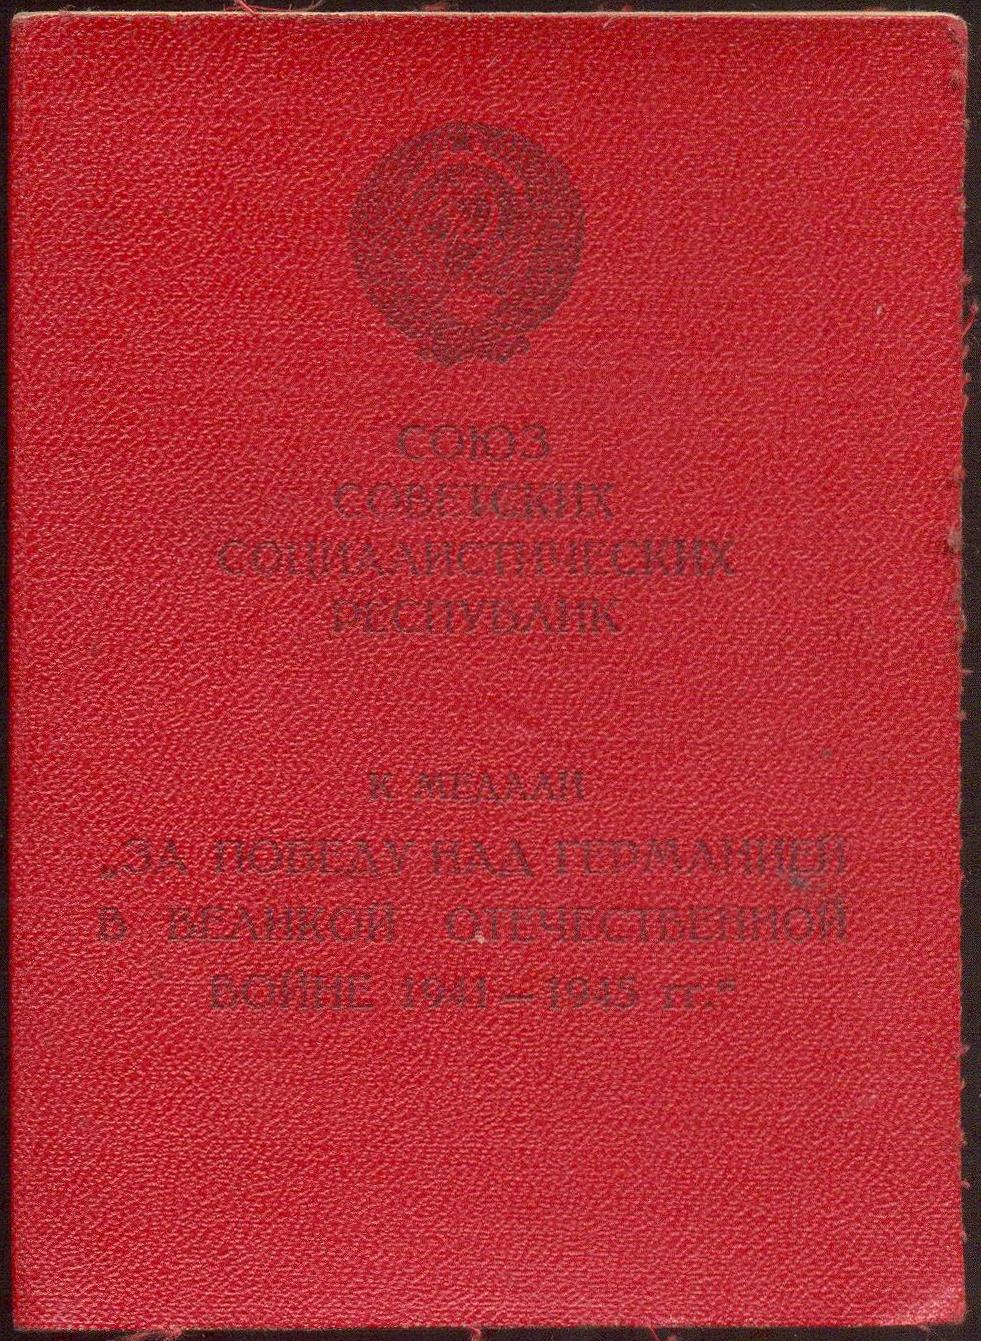 СОЮЗ
СОВЕТСКИХ
СОЦИАЛИСТИЧЕСКИХ
РЕСПУБЛИК
К МЕДАЛИ
„ЗА ПОБЕДУ НАД ГЕРМАНИЕЙ
В ВЕЛИКОЙ ОТЕЧЕСТВЕННОЙ
ВОЙНЕ 1941 — 1945 гг.“